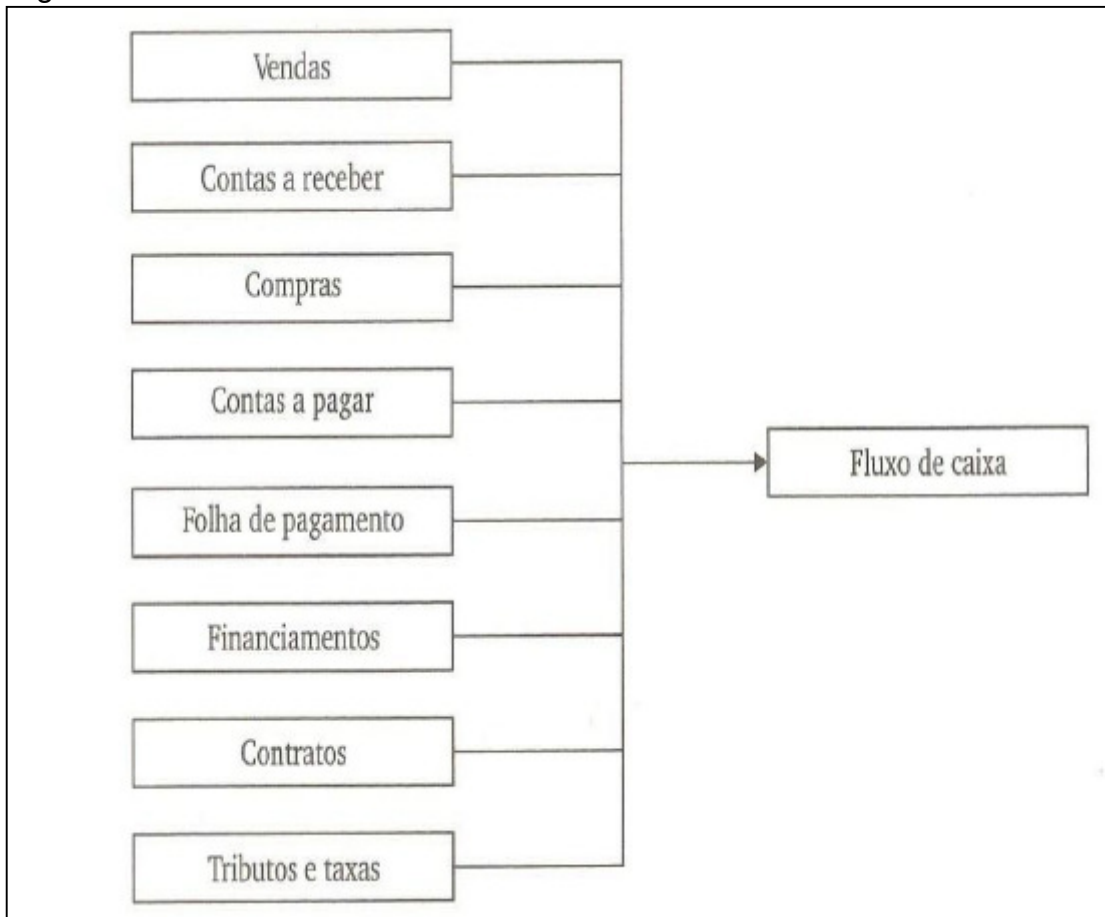 Vendas
Contas a receber
Compras
Contas a pagar
Fluxo de caixa
Folha de pagamento
Financiamentos
Contratos
Tributos e taxas